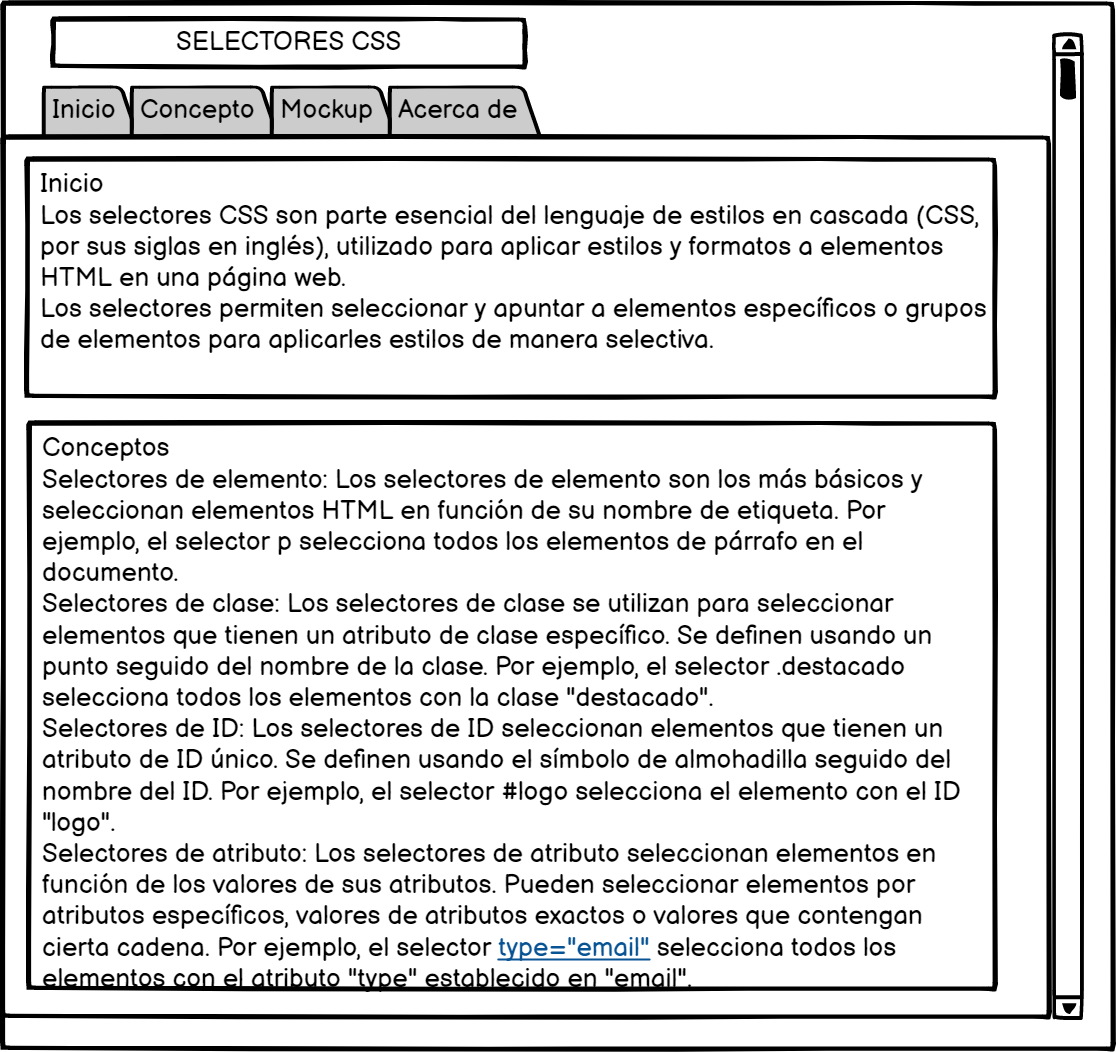 SELECTORES CSS
Inicio
Concepto
Mockup
Acerca de
Inicio
Los selectores CSS son parte esencial del lenguaje de estilos en cascada (CSS,
por sus siglas en inglés), utilizado para aplicar estilos y formatos a elementos
HTML en una página web.
Los selectores permiten seleccionar y apuntar a elementos específicos o grupos
de elementos para aplicarles estilos de manera selectiva.
Conceptos
Selectores de elemento: Los selectores de elemento son los más básicos y
seleccionan elementos HTML en función de su nombre de etiqueta. Por
ejemplo, el selector p selecciona todos los elementos de párrafo en el
documento.
Selectores de clase: Los selectores de clase se utilizan para seleccionar
elementos que tienen un atributo de clase específico. Se definen usando un
punto seguido del nombre de la clase. Por ejemplo, el selector .destacado
selecciona todos los elementos con la clase "destacado".
Selectores de ID: Los selectores de ID seleccionan elementos que tienen un
atributo de ID único. Se definen usando el símbolo de almohadilla seguido del
nombre del ID. Por ejemplo, el selector #logo selecciona el elemento con el ID
"logo".
Selectores de atributo: Los selectores de atributo seleccionan elementos en
función de los valores de sus atributos. Pueden seleccionar elementos por
atributos específicos, valores de atributos exactos o valores que contengan
cierta cadena. Por ejemplo, el selector type="email" selecciona todos los
elementos con el atributo "type" establecido en "email".